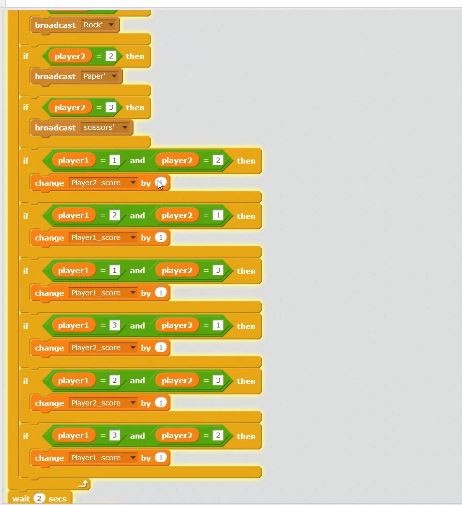 broadcast Rock'
if player2 = 2 then
broadcast Paper'
if player2 = 3 then
broadcast scissors'
if player1 = 1 and player2 = 2 then
change Player2_score by 1
if player1 = 2 and player2 = 1 then
change Player1_score by 1
if player1 = 1 and player2 = 3 then
change Player1_score by 1
if player1 = 3 and player2 = 1 then
change Player2_score by 1
if player1 = 2 and player2 = 3 then
change Player2_score by 1
if player1 = 3 and player2 = 2 then
change Player1_score by 1
wait 2 secs